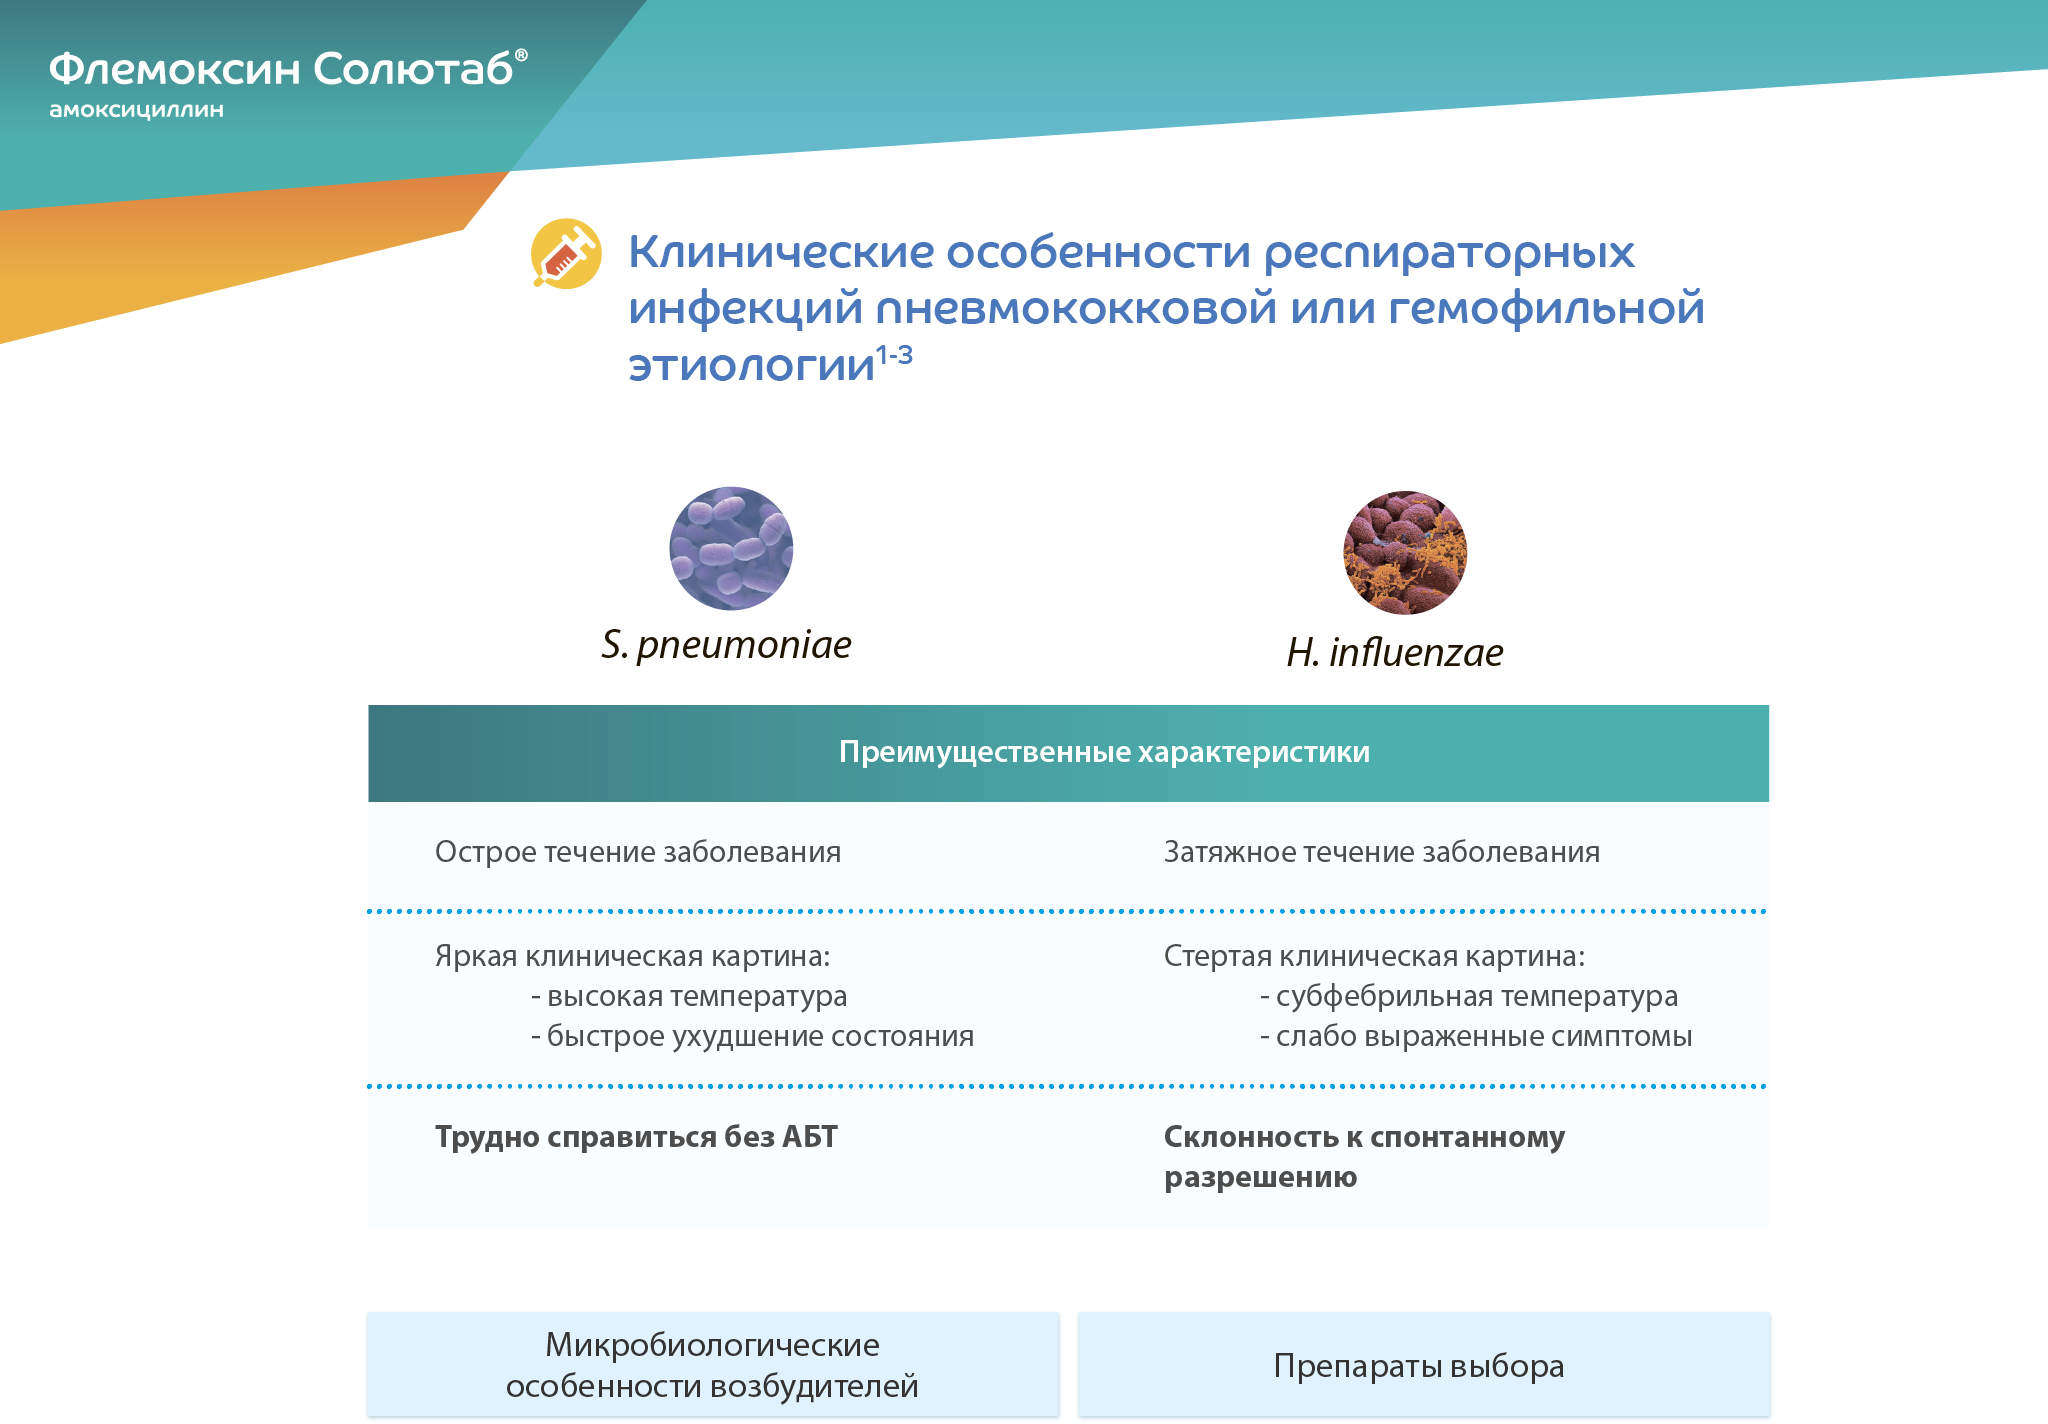 Флемоксин Солютаб®
амоксициллин
Клинические особенности респираторных
инфекций пневмококковой или гемофильной
этиологии1-3
S. pneumoniae
H. influenzae
Преимущественные характеристики
Острое течение заболевания
Затяжное течение заболевания
Яркая клиническая картина:
- высокая температура
- быстрое ухудшение состояния
Стертая клиническая картина:
- субфебрильная температура
- слабо выраженные симптомы
Трудно справиться без АБТ
Склонность к спонтанному
разрешению
Микробиологические
особенности возбудителей
Препараты выбора